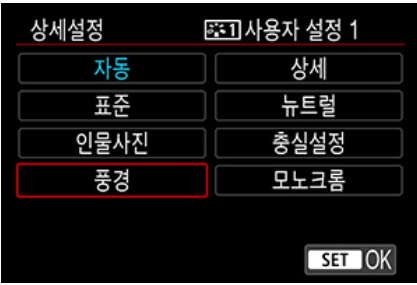 상세설정 1 사용자 설정 1
자동 상세
표준 뉴트럴
인물사진 충실설정
풍경 모노크롬
SET OK